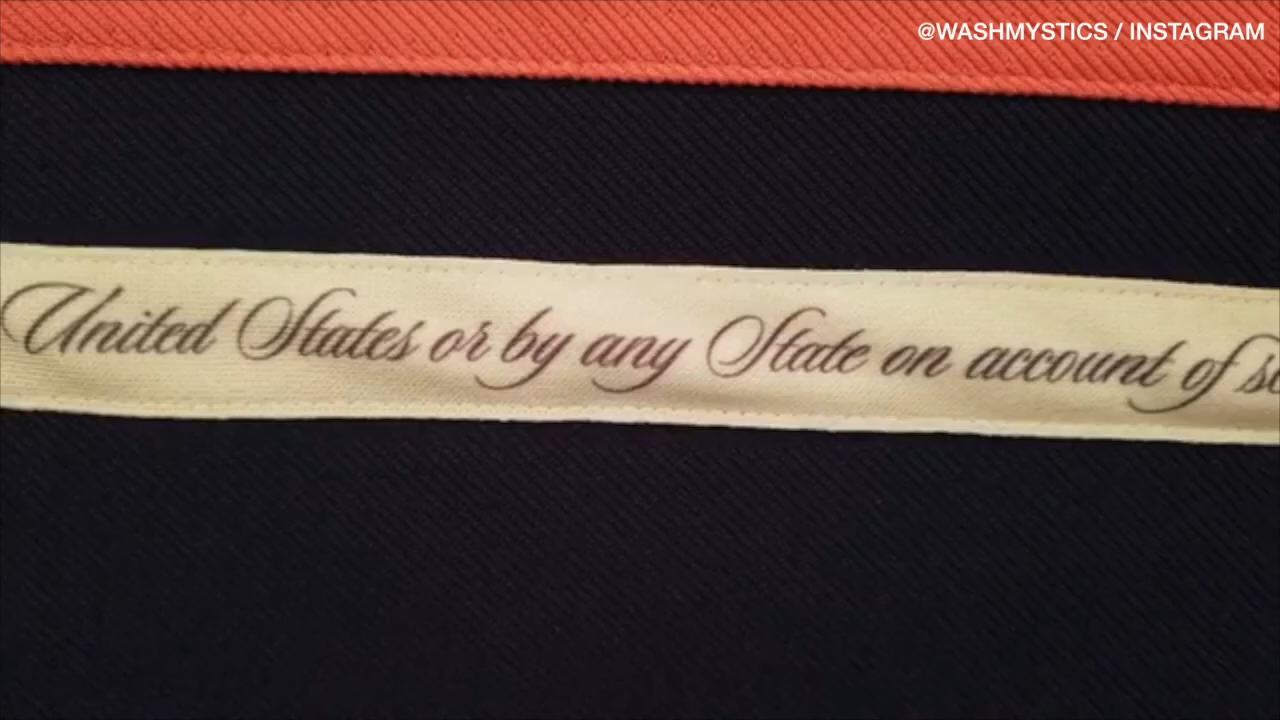 @WASHMYSTICS / INSTAGRAM
United States or by any State on account of